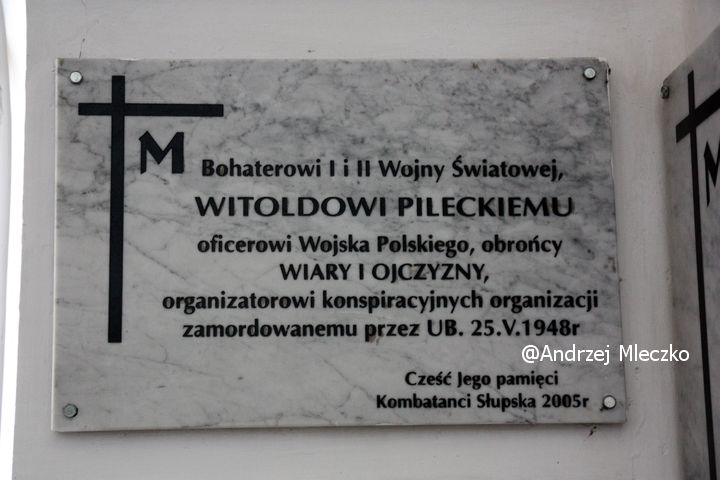 M
Bohaterowi I i II Wojny Światowej,
WITOLDOWI PILECKIEMU
oficerowi Wojska Polskiego, obrońcy
WIARY I OJCZYZNY,
organizatorowi konspiracyjnych organizacji
zamordowanemu przez UB. 25.V.1948r
@Andrzej Mleczko
Cześć Jego pamięci
Kombatanci Słupska 2005r
M